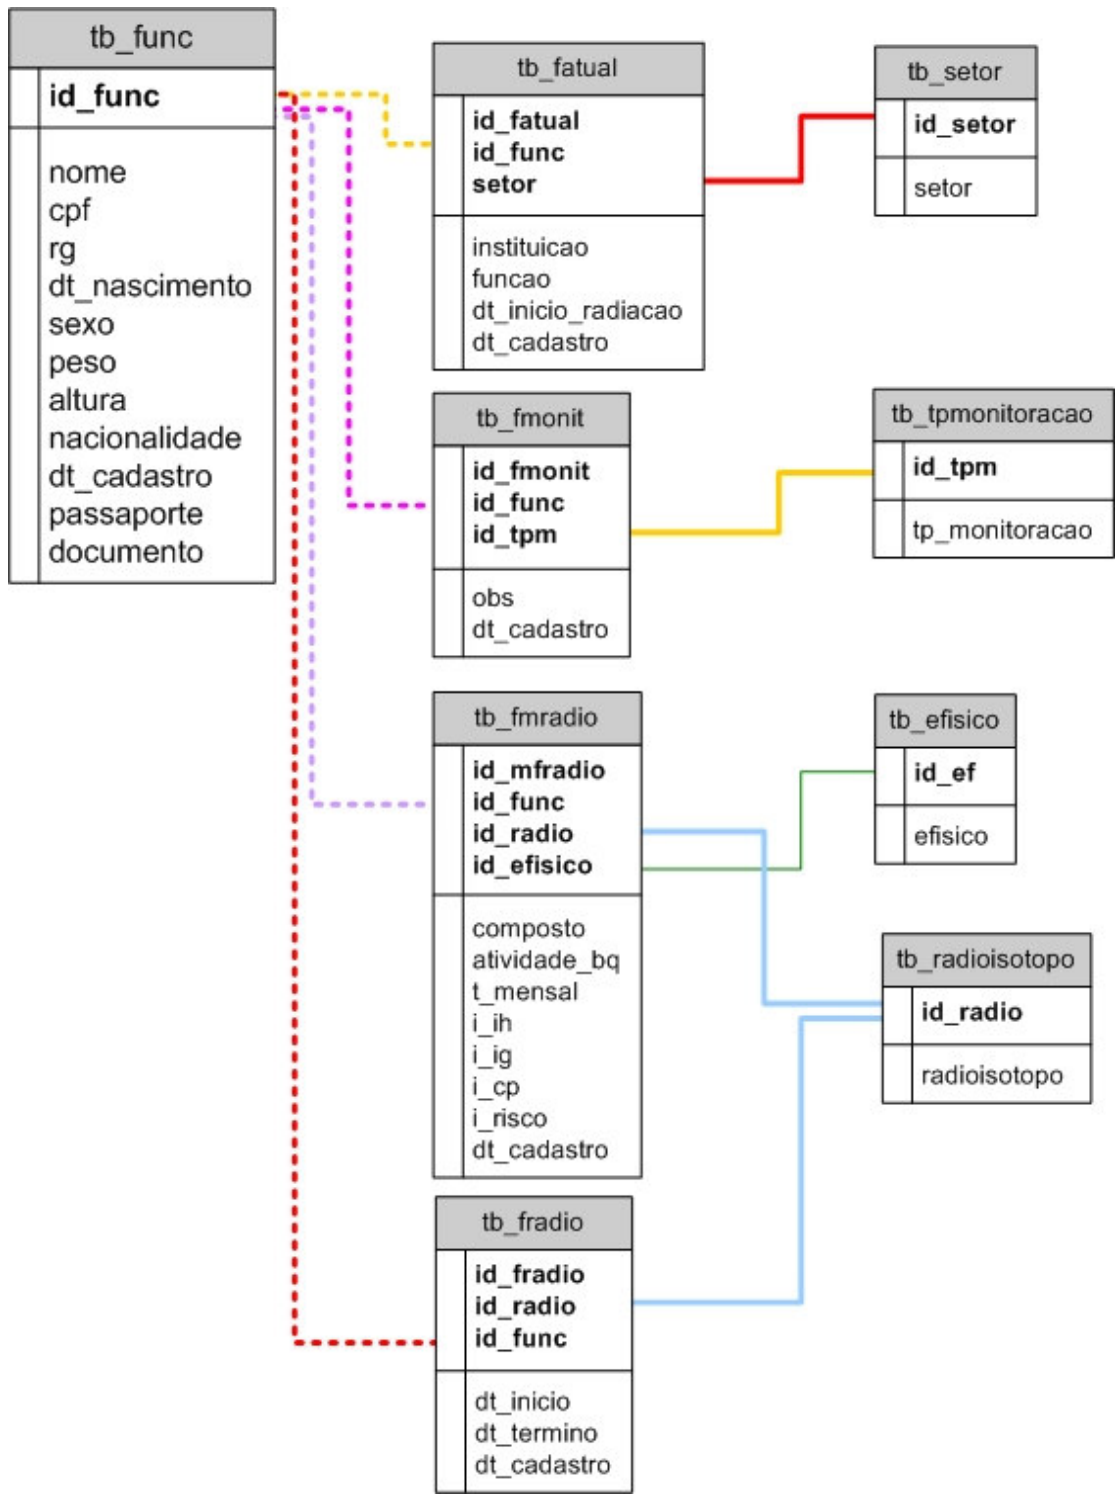 tb_func
id_func
nome
cpf
rg
dt_nascimento
sexo
peso
altura
nacionalidade
dt_cadastro
passaporte
documento
tb_fatual
id_fatual
id_func
setor
instituicao
funcao
dt_inicio_radiacao
dt_cadastro
tb_setor
id_setor
setor
tb_fmonit
id_fmonit
id_func
id_tpm
obs
dt_cadastro
tb_tpmonitoracao
id_tpm
tp_monitoracao
tb_fmradio
id_mfradio
id_func
id_radio
id_efisico
composto
atividade_bq
t_mensal
i_ih
i_ig
i_cp
i_risco
dt_cadastro
tb_efisico
id_ef
efisico
tb_radioisotopo
id_radio
radioisotopo
tb_fradio
id_fradio
id_radio
id_func
dt_inicio
dt_termino
dt_cadastro